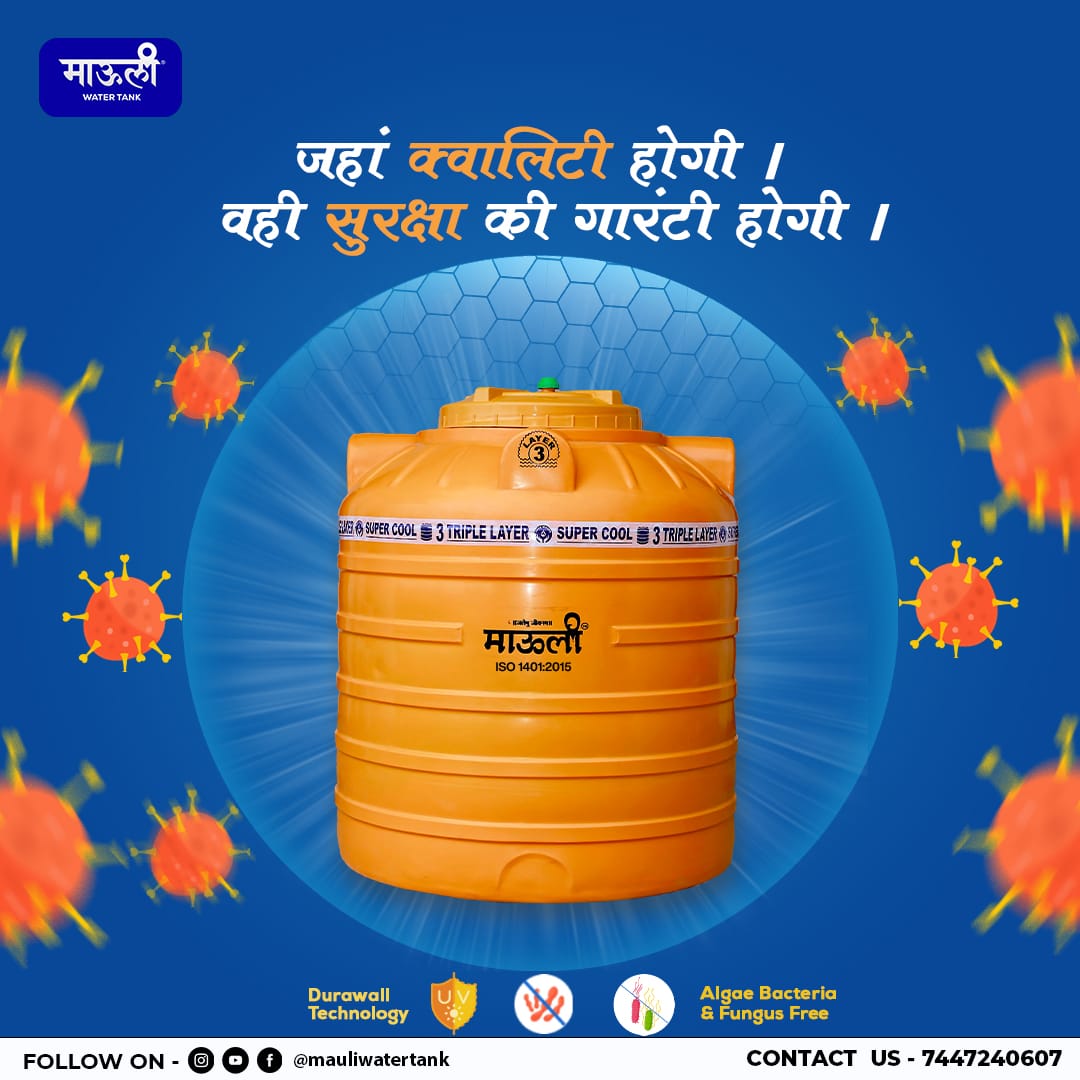 माऊली
WATER TANK
जहां क्वालिटी होगी ।
वही सुरक्षा की गारंटी होगी ।
LAYER
3
SUPER COOL 3 TRIPLE LAYER SUPER COOL 3 TRIPLE LAYER
माऊली
ISO 1401:2015
Durawall
Technology
UV
Algae Bacteria
& Fungus Free
FOLLOW ON - @mauliwatertank
CONTACT US - 7447240607